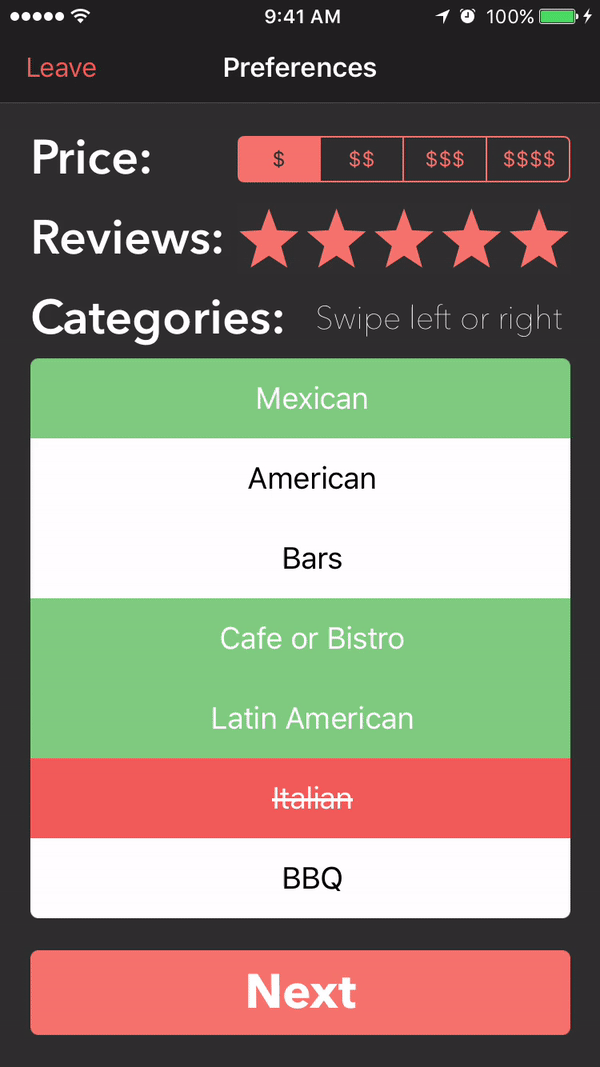 9:41 AM 100%
Leave Preferences
Price: $ $$ $$$ $$$$
Reviews:
Categories: Swipe left or right
Mexican
American
Bars
Cafe or Bistro
Latin American
Italian
BBQ
Next